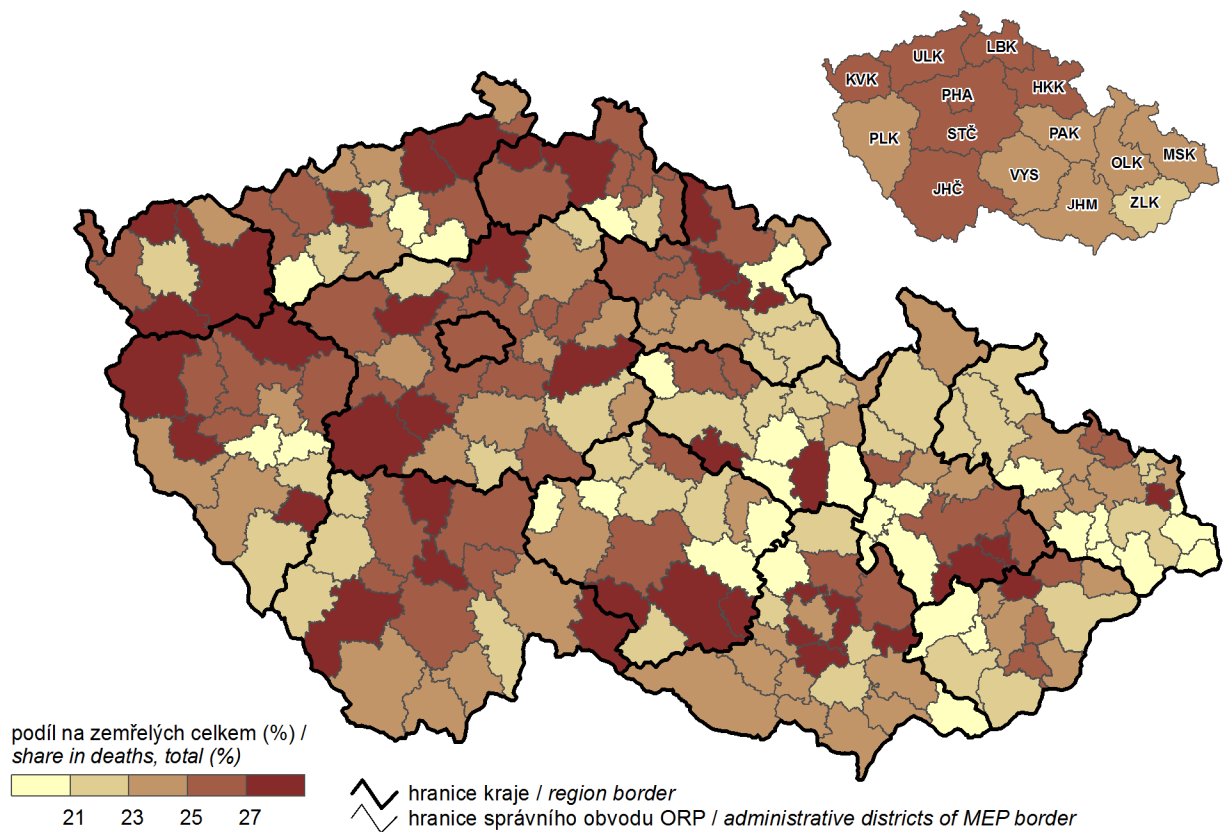 LBK
ULK
KVK
HKK
PHA
STČ
PLK
PAK
MSK
OLK
VYS
JHČ
ZLK
JHM
podíl na zemřelých celkem (%) /
share in deaths, total (%)
21 23 25 27
hranice kraje / region border
hranice správního obvodu ORP / administrative districts of MEP border